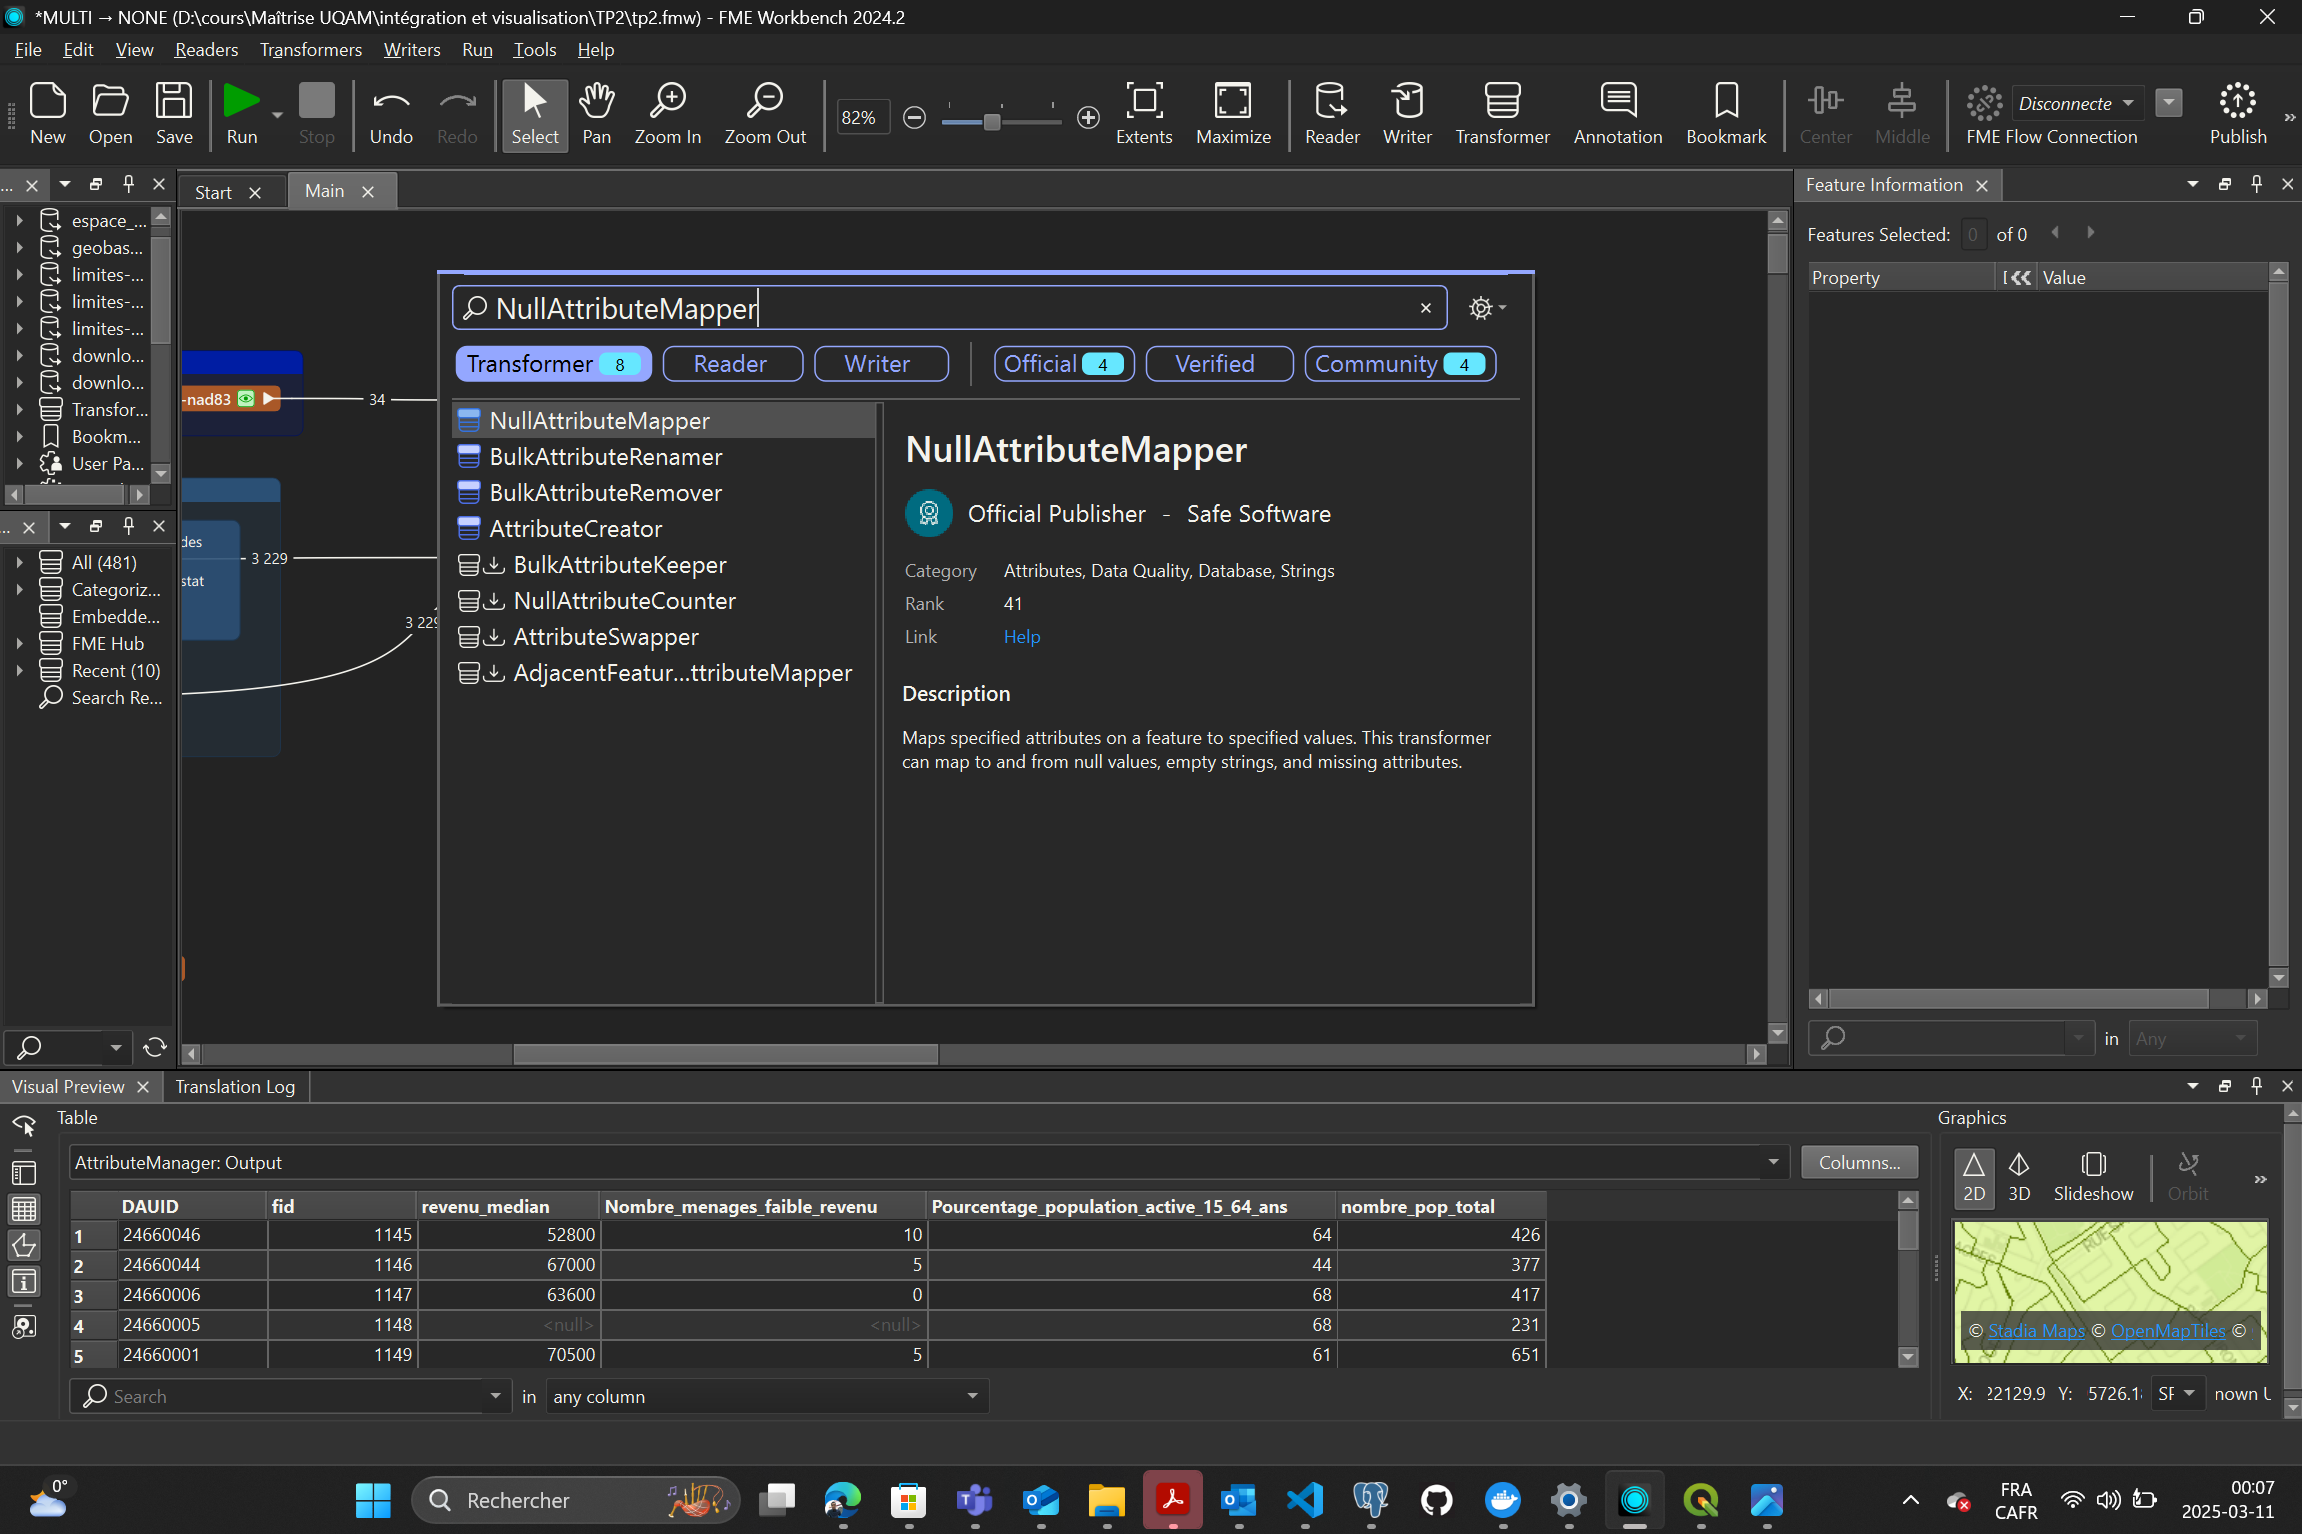 *MULTI → NONE (D:\cours\Maîtrise UQAM\intégration et visualisation\TP2\tp2.fmw) - FME Workbench 2024.2
File Edit View Readers Transformers Writers Run Tools Help
New Open Save Run Stop Undo Redo Select Pan Zoom In Zoom Out 82% Extents Maximize Reader Writer Transformer Annotation Bookmark Center Middle Disconnecte FME Flow Connection Publish
...
Start Main
Feature Information
espace_...
geobas...
limites-...
limites-...
limites-...
downlo...
downlo...
Transfor...
Bookm...
User Pa...
...
All (481)
Categoriz...
Embedde...
FME Hub
Recent (10)
Search Re...
-nad83
34
des
stat
3 229
3 229
NullAttributeMapper
Transformer 8 Reader Writer Official 4 Verified Community 4
NullAttributeMapper
BulkAttributeRenamer
BulkAttributeRemover
AttributeCreator
BulkAttributeKeeper
NullAttributeCounter
AttributeSwapper
AdjacentFeatur...ttributeMapper
NullAttributeMapper
Official Publisher - Safe Software
Category Attributes, Data Quality, Database, Strings
Rank 41
Link Help
Description
Maps specified attributes on a feature to specified values. This transformer
can map to and from null values, empty strings, and missing attributes.
Features Selected: 0 of 0
Property Value
in Any
Visual Preview Translation Log
Table
AttributeManager: Output
Columns...
DAUID fid revenu_median Nombre_menages_faible_revenu Pourcentage_population_active_15_64_ans nombre_pop_total
1 24660046 1145 52800 10 64 426
2 24660044 1146 67000 5 44 377
3 24660006 1147 63600 0 68 417
4 24660005 1148 <null> <null> 68 231
5 24660001 1149 70500 5 61 651
Search in any column
Graphics
2D 3D Slideshow Orbit
© Stadia Maps © OpenMapTiles ©
X: 22129.9 Y: 5726.1 SF nown U
0°
Rechercher
FRA
CAFR
00:07
2025-03-11